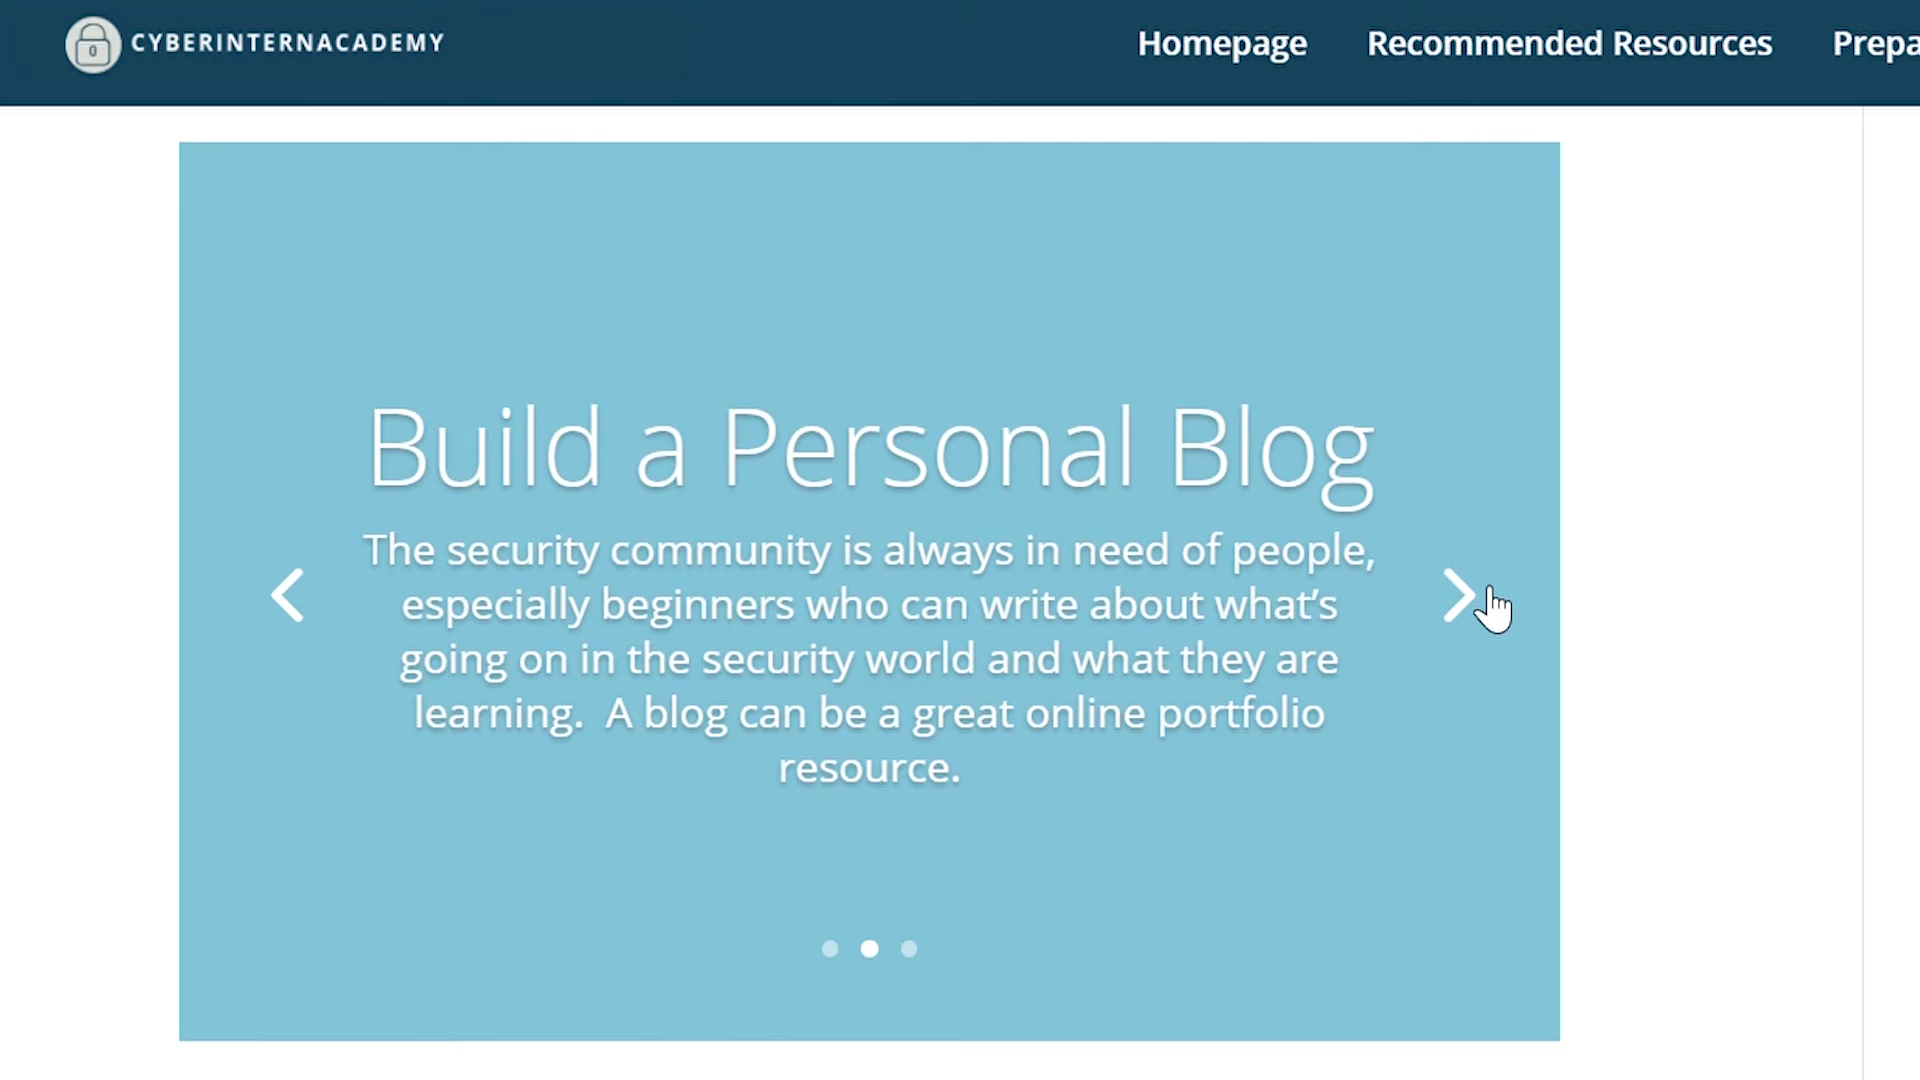 CYBERINTERNACADEMY
Homepage
Recommended Resources
Build a Personal Blog
The security community is always in need of people,
especially beginners who can write about what’s
going on in the security world and what they are
learning.  A blog can be a great online portfolio
resource.